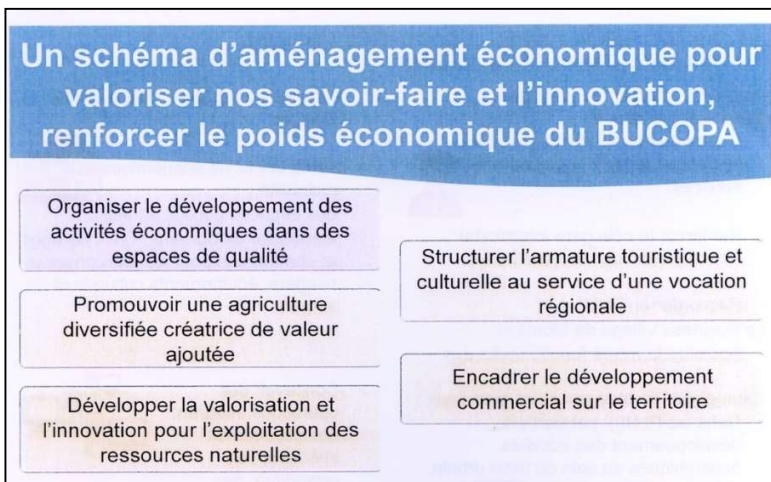 Un schéma d'aménagement économique pour
valoriser nos savoir-faire et l'innovation,
renforcer le poids économique du BUCOPA
Organiser le développement des
activités économiques dans des
espaces de qualité
Promouvoir une agriculture
diversifiée créatrice de valeur
ajoutée
Développer la valorisation et
l'innovation pour l'exploitation des
ressources naturelles
Structurer l'armature touristique et
culturelle au service d'une vocation
régionale
Encadrer le développement
commercial sur le territoire